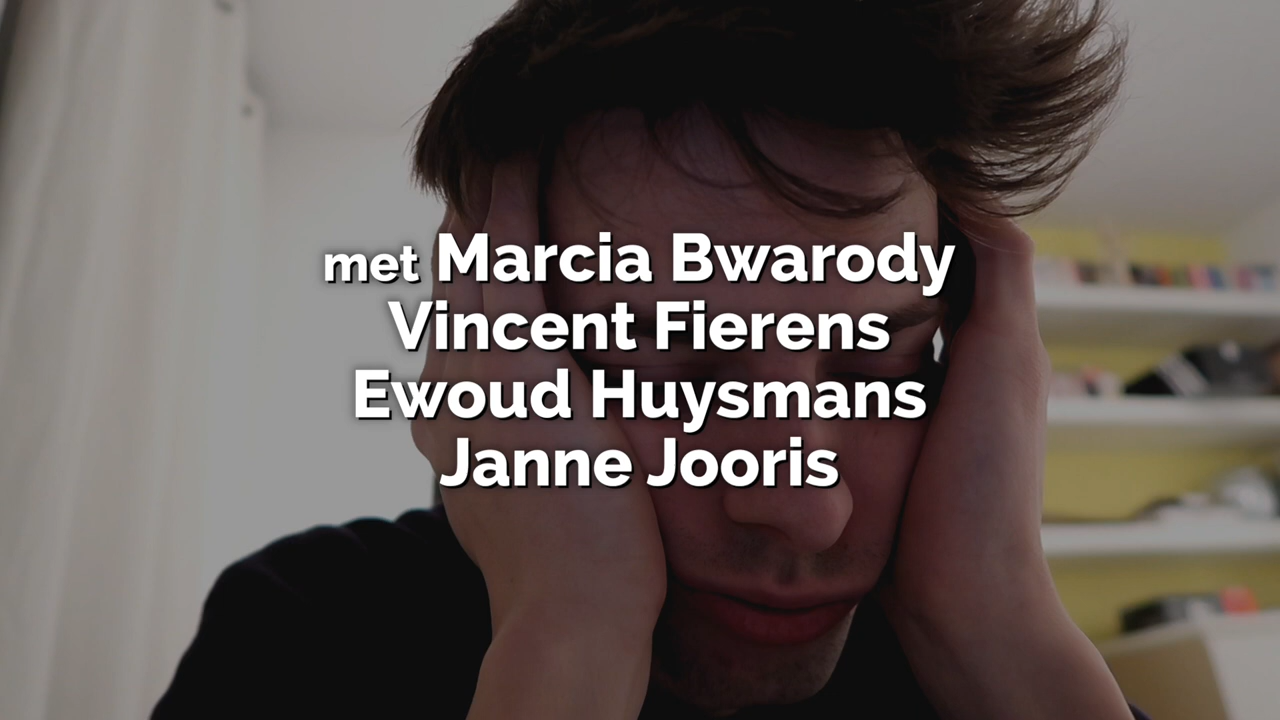 met Marcia Bwarody
Vincent Fierens
Ewoud Huysmans
Janne Jooris